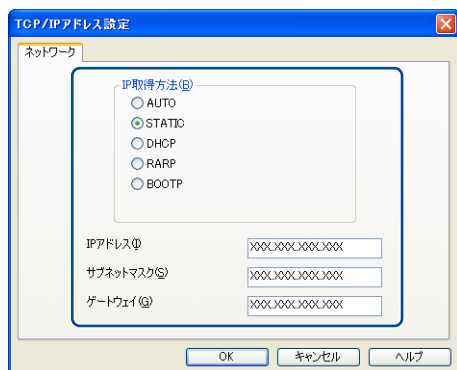 TCP/IPアドレス設定
ネットワーク
IP取得方法(B)
AUTO
STATIC
DHCP
RARP
BOOTP
IPアドレス(I) XXX.XXX.XXX.XXX
サブネットマスク(S) XXX.XXX.XXX.XXX
ゲートウェイ(G) XXX.XXX.XXX.XXX
OK キャンセル ヘルプ